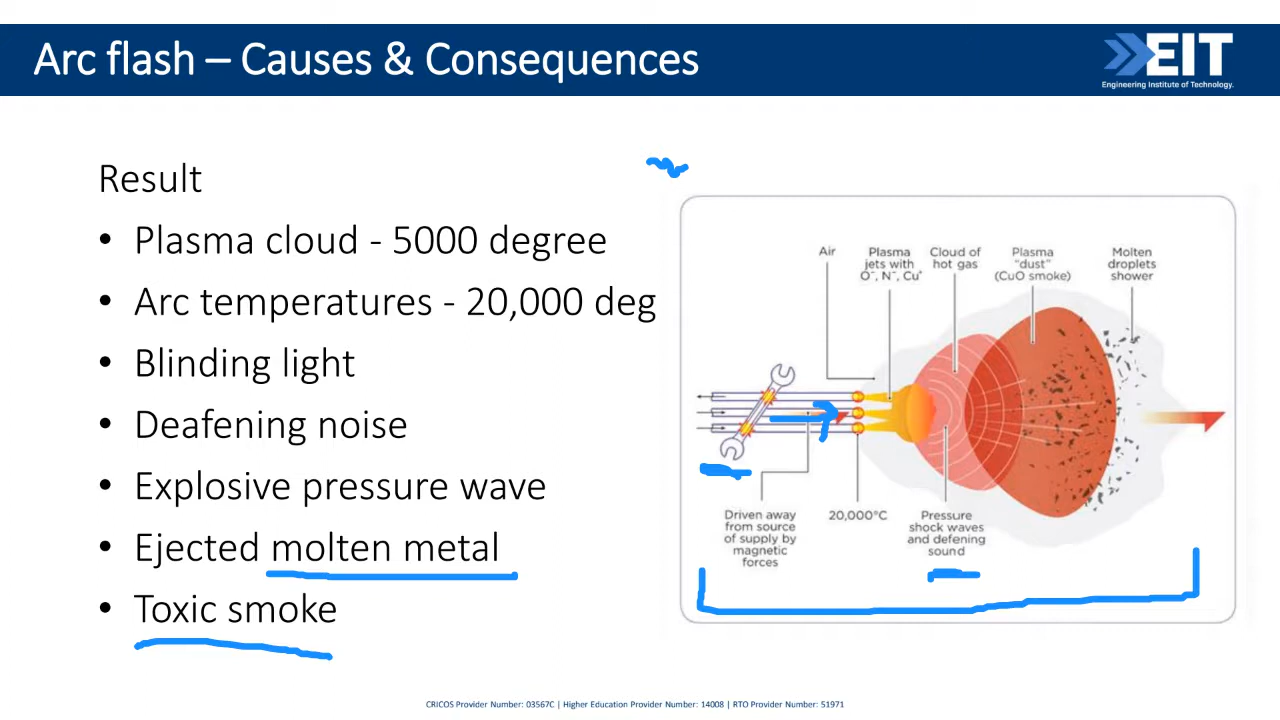 Arc flash – Causes & Consequences
EIT
Engineering Institute of Technology.
Result
• Plasma cloud - 5000 degree
• Arc temperatures - 20,000 deg
• Blinding light
• Deafening noise
• Explosive pressure wave
• Ejected molten metal
• Toxic smoke
Air
Plasma
jets with
O⁻, N⁻, Cu⁺
Cloud of
hot gas
Plasma
"dust"
(CuO smoke)
Molten
droplets
shower
Driven away
from source
of supply by
magnetic
forces
20,000°C
Pressure
shock waves
and defening
sound
CRICOS Provider Number: 03567C | Higher Education Provider Number: 14008 | RTO Provider Number: 51971